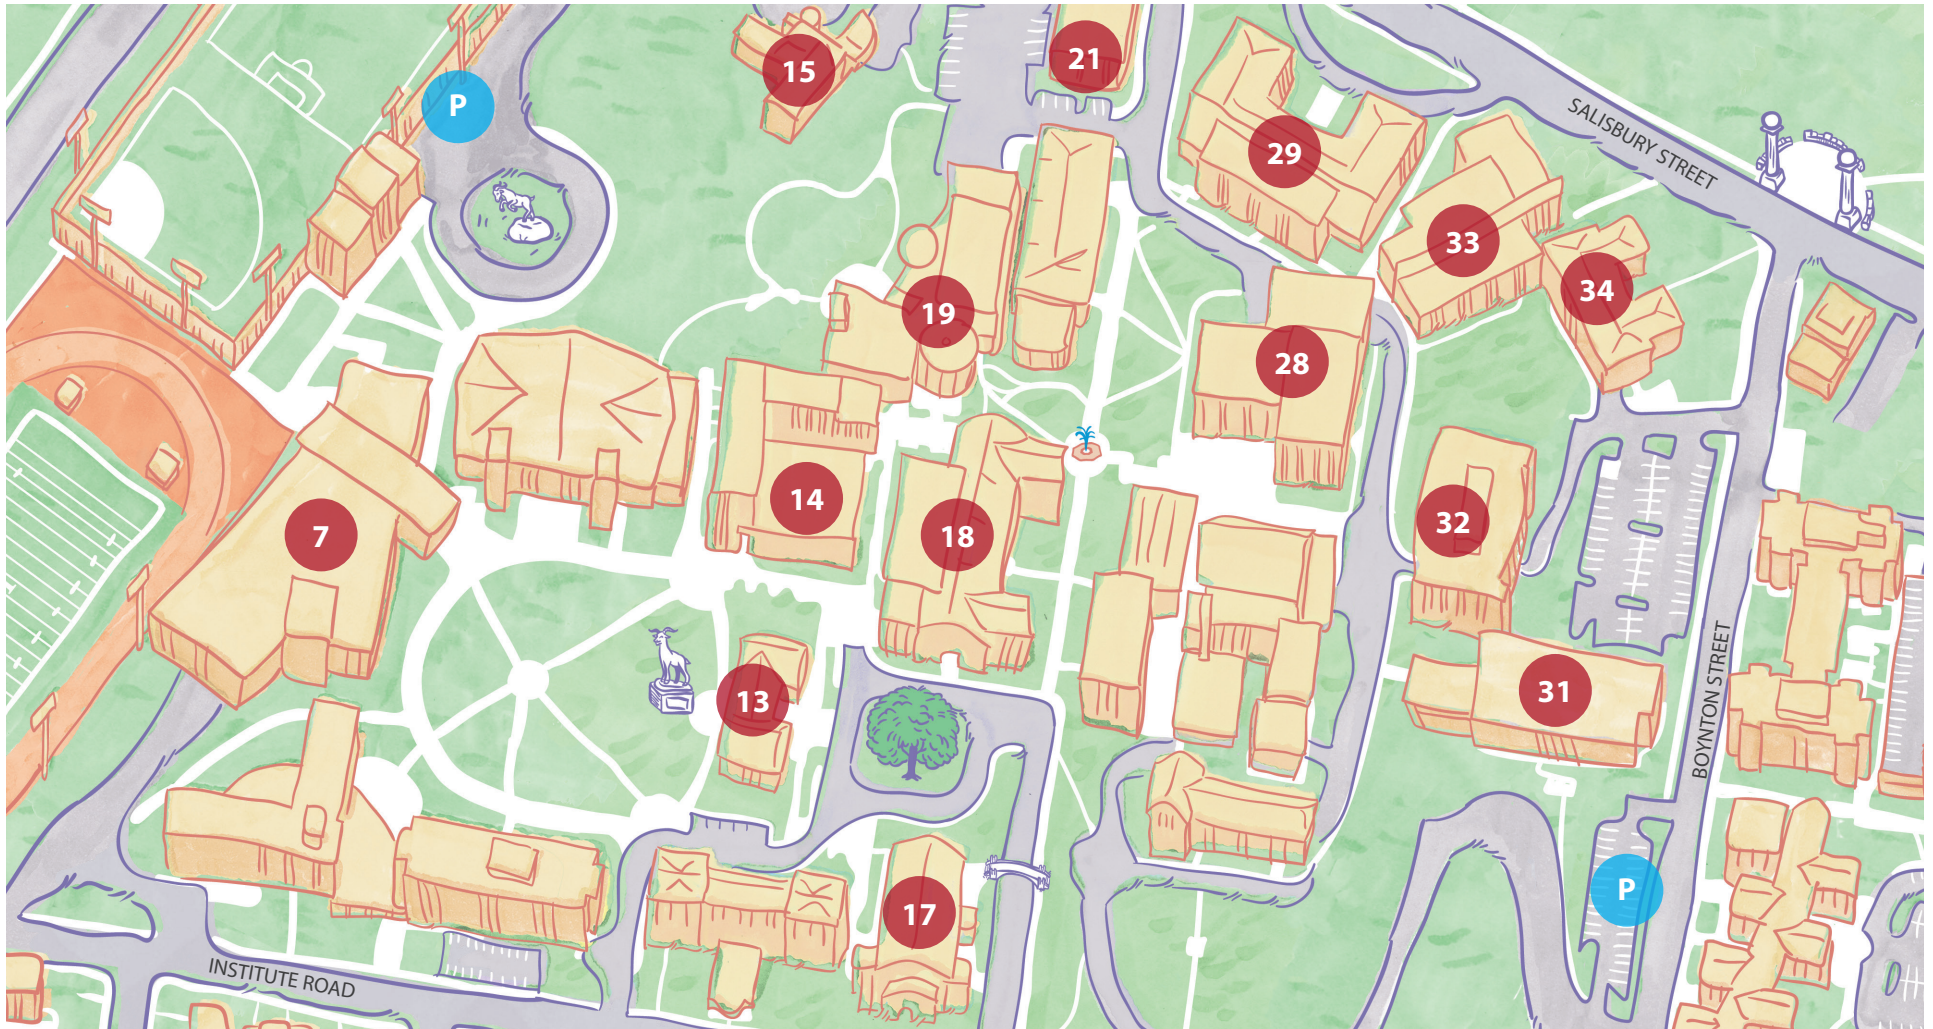 15
21
P
SALISBURY STREET
29
33
34
19
28
14
7
18
32
13
31
BOYNTON STREET
P
17
INSTITUTE ROAD